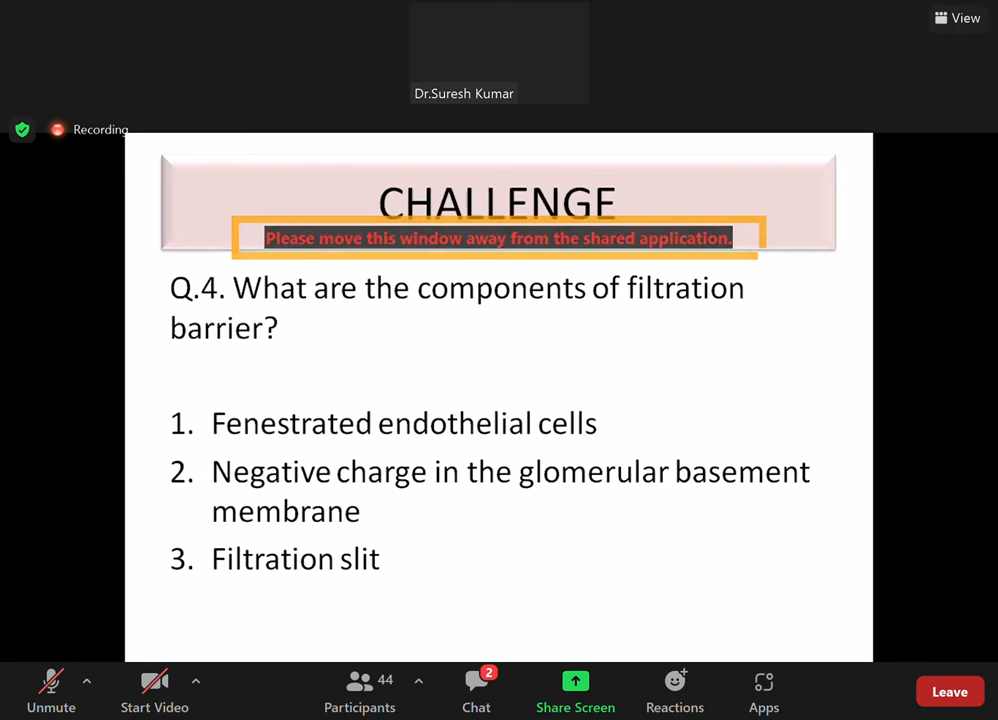 View
Dr.Suresh Kumar
Recording
CHALLENGE
Please move this window away from the shared application.
Q.4. What are the components of filtration
barrier?
1. Fenestrated endothelial cells
2. Negative charge in the glomerular basement
membrane
3. Filtration slit
44
2
Unmute
Start Video
Participants
Chat
Share Screen
Reactions
Apps
Leave